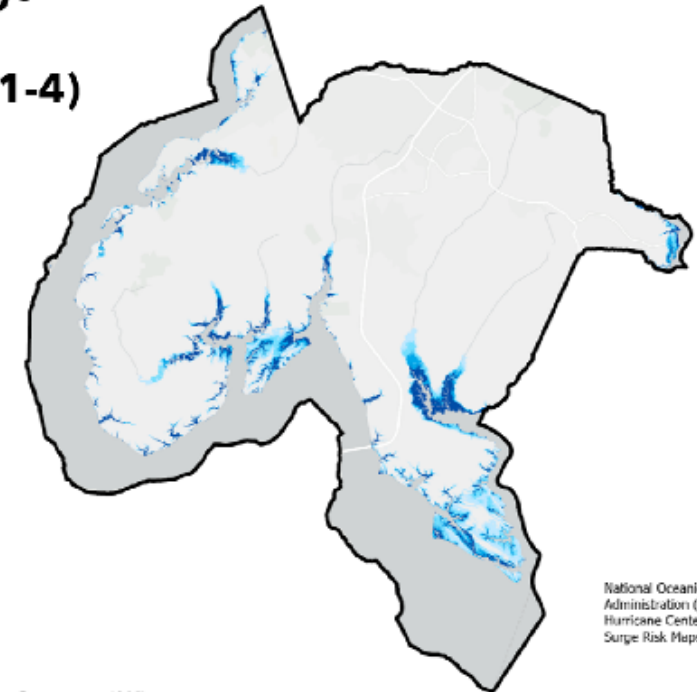 1-4)
National Oceani
Administration (
Hurricane Cente
Surge Risk Maps